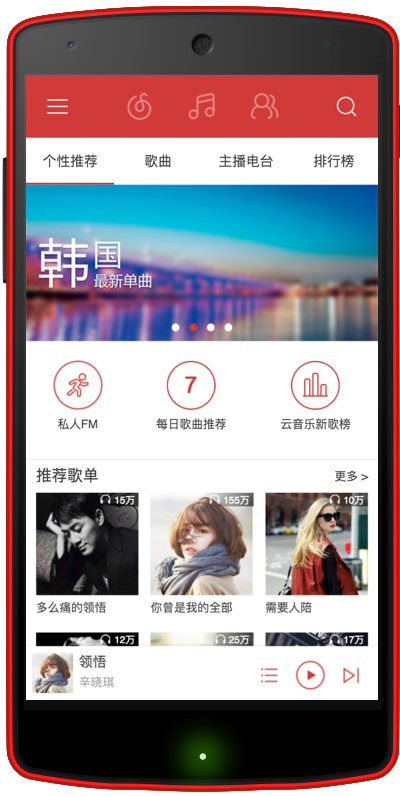 个性推荐 歌曲 主播电台 排行榜
韩国
最新单曲
7
私人FM 每日歌曲推荐 云音乐新歌榜
推荐歌单 更多 >
15万 155万 10万
多么痛的领悟 你曾是我的全部 需要人陪
12万 25万 17万
领悟
辛晓琪